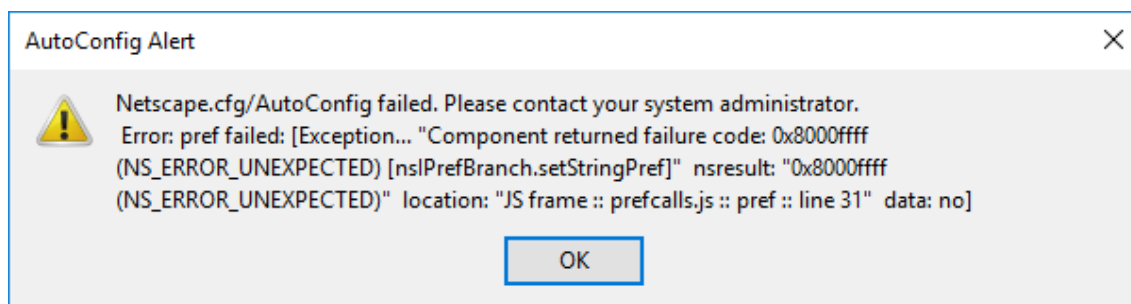 AutoConfig Alert
Netscape.cfg/AutoConfig failed. Please contact your system administrator.
Error: pref failed: [Exception... "Component returned failure code: 0x8000ffff
(NS_ERROR_UNEXPECTED) [nsIPrefBranch.setStringPref]"  nsresult: "0x8000ffff
(NS_ERROR_UNEXPECTED)"  location: "JS frame :: prefcalls.js :: pref :: line 31"  data: no]
OK